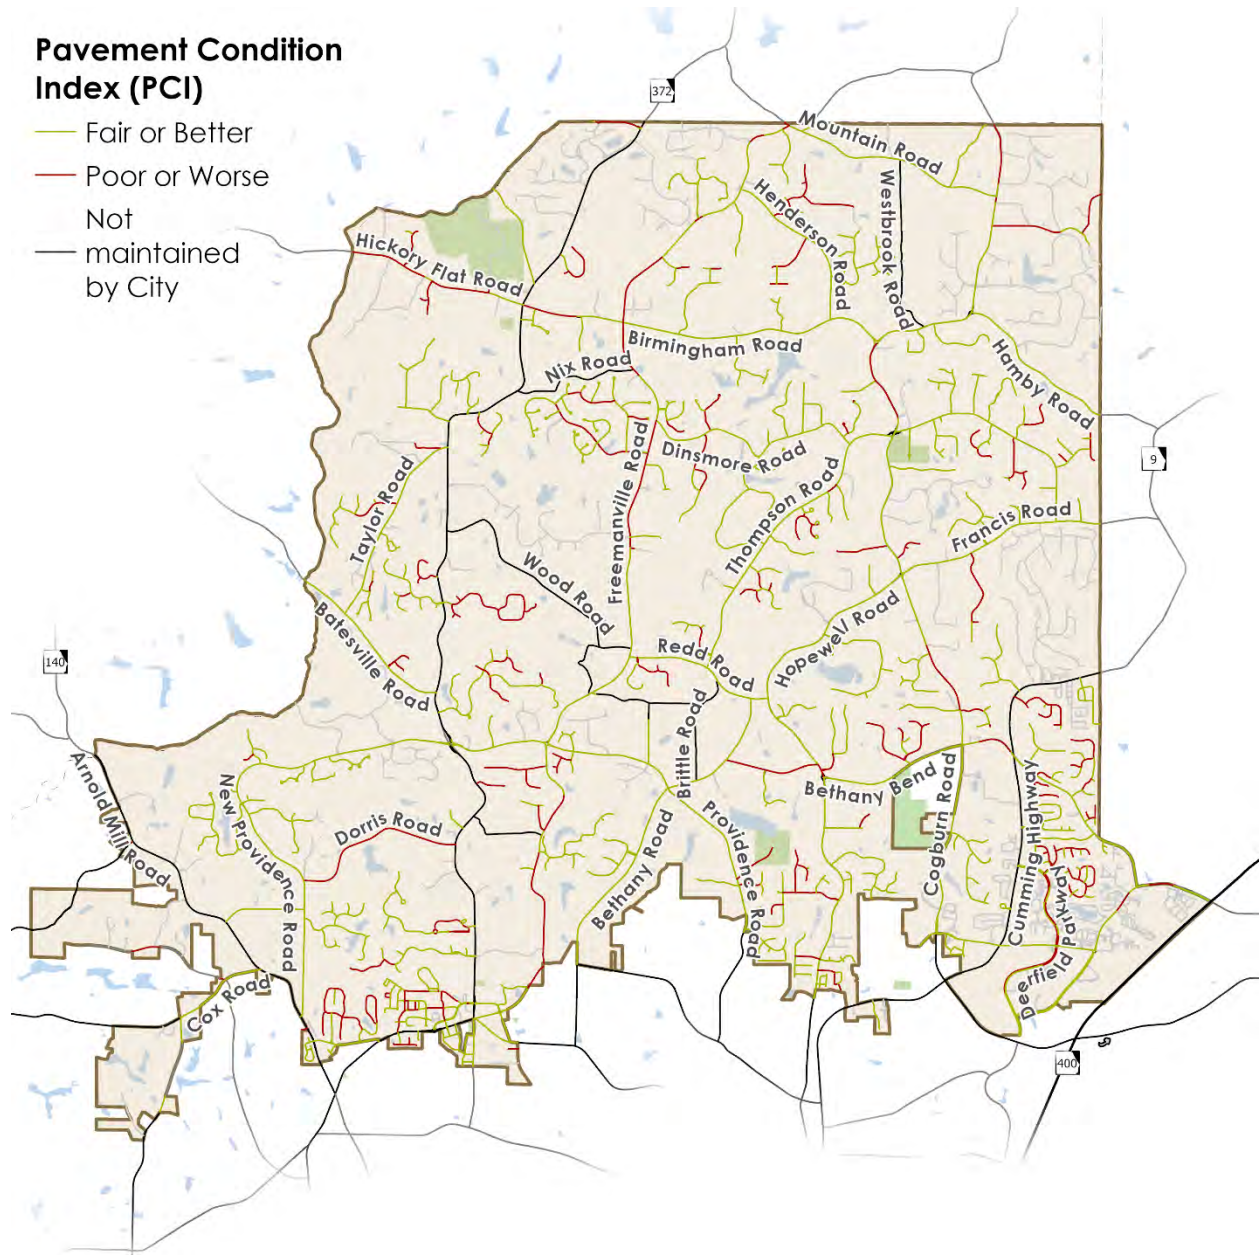 Pavement Condition
Index (PCI)
Fair or Better
Poor or Worse
Not
maintained
by City
372
Mountain Road
Henderson Road
Westbrook Road
Hickory Flat Road
Birmingham Road
Nix Road
Hamby Road
Dinsmore Road
9
Freemanville Road
Taylor Road
Thompson Road
Francis Road
Wood Road
Batesville Road
Redd Road
Hopewell Road
140
Brittle Road
Arnold Mill Road
New Providence Road
Dorris Road
Bethany Road
Providence Road
Bethany Bend
Cogburn Road
Cumming Highway
Deerfield Parkway
Cox Road
400